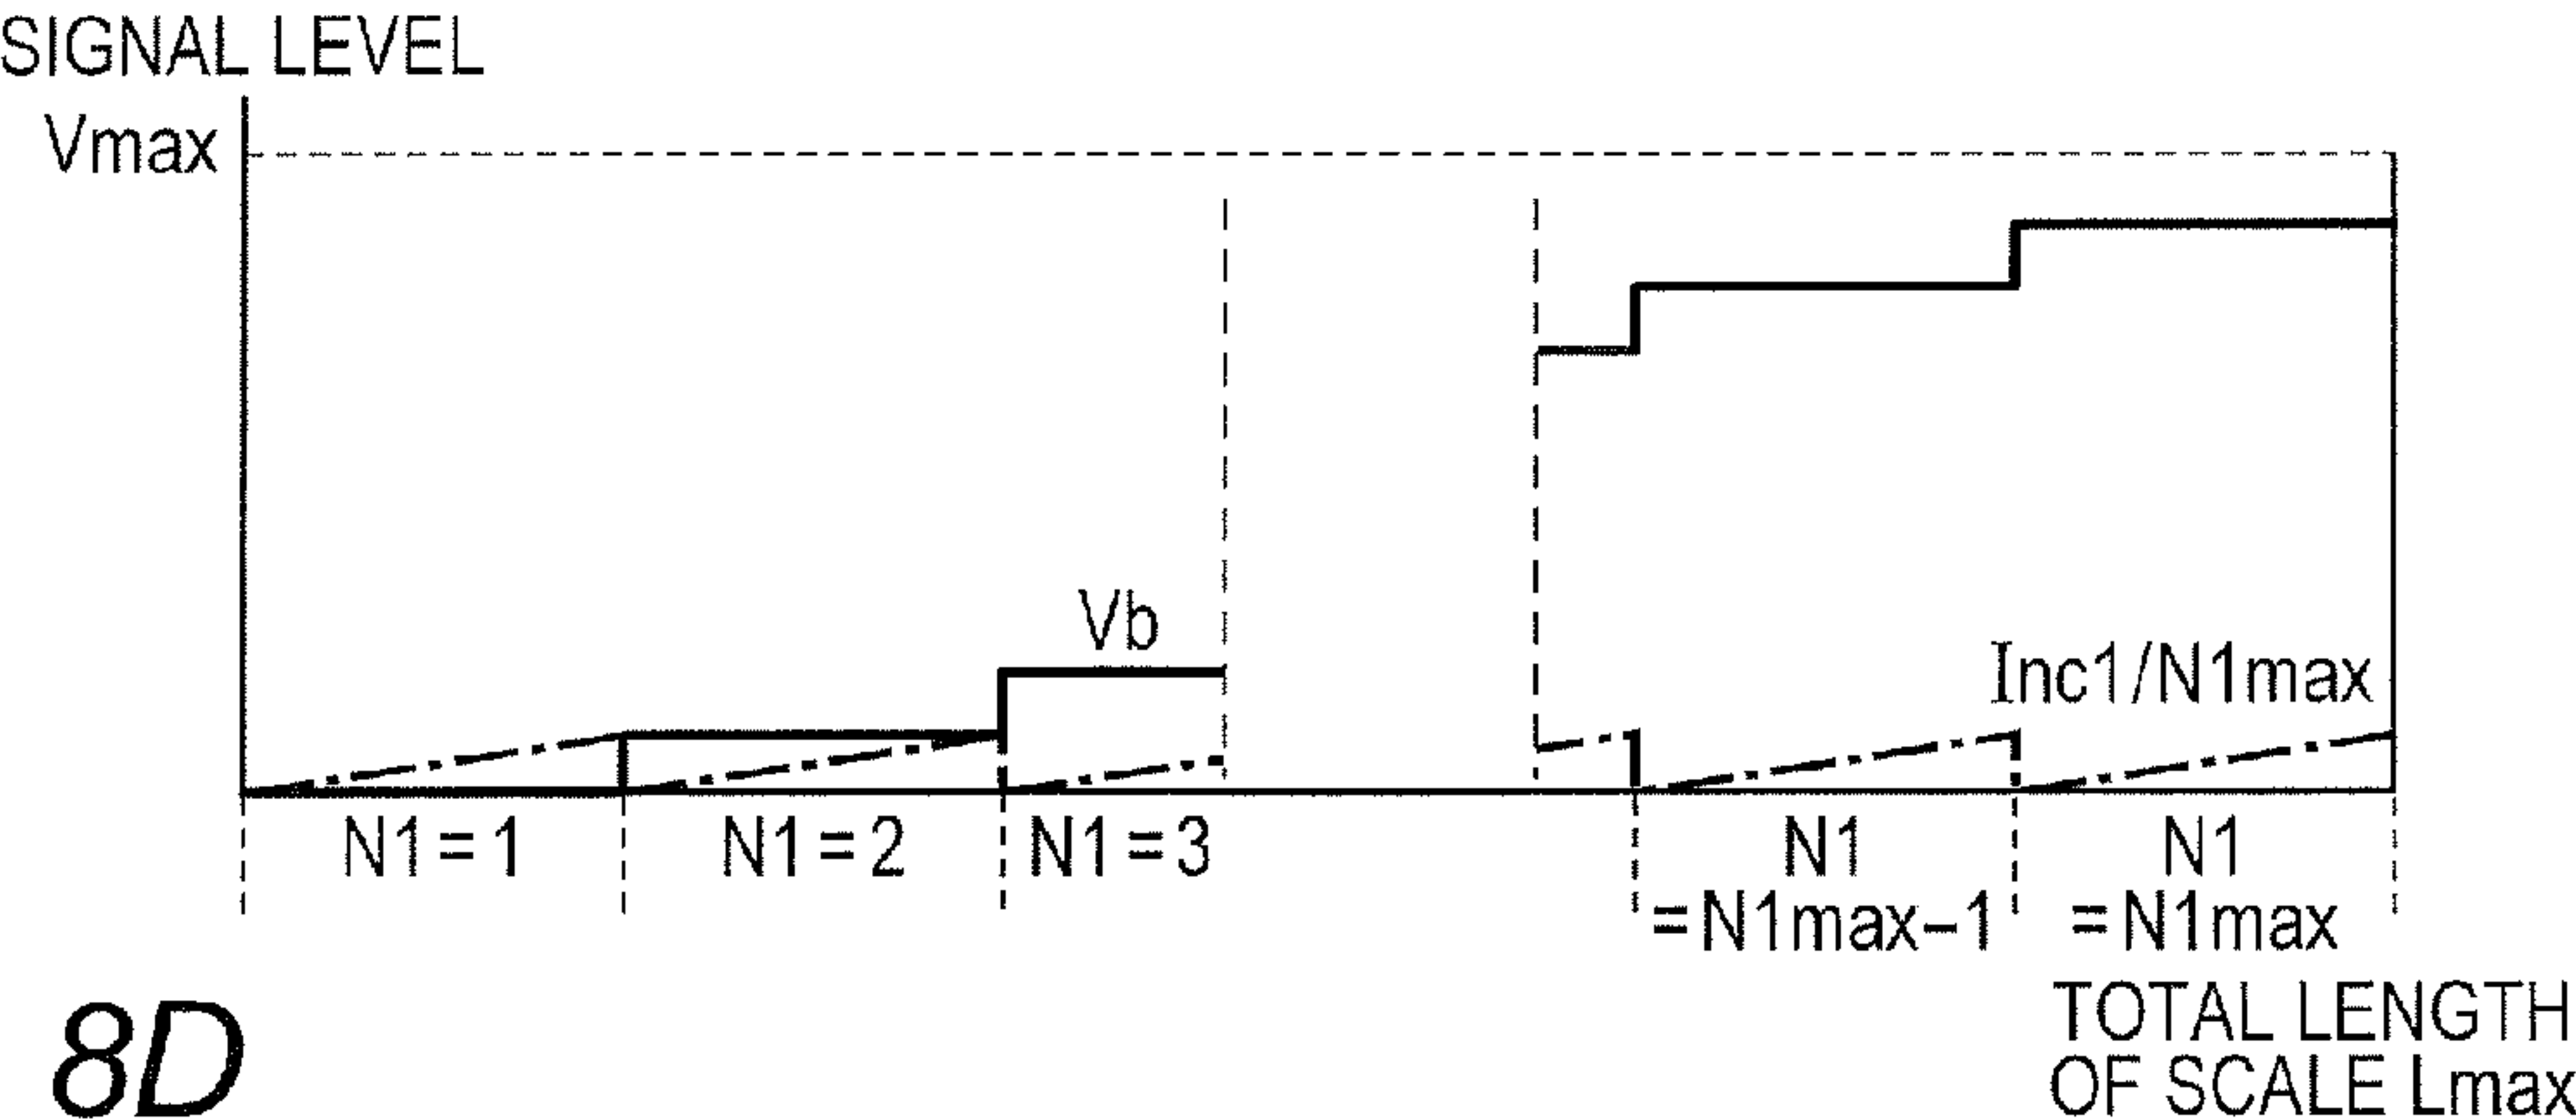 SIGNAL LEVEL
Vmax
Vb
Inc1/N1max
N1=1 N1=2 N1=3 N1 N1
=N1max-1 =N1max
8D
TOTAL LENGTH
OF SCALE Lmax